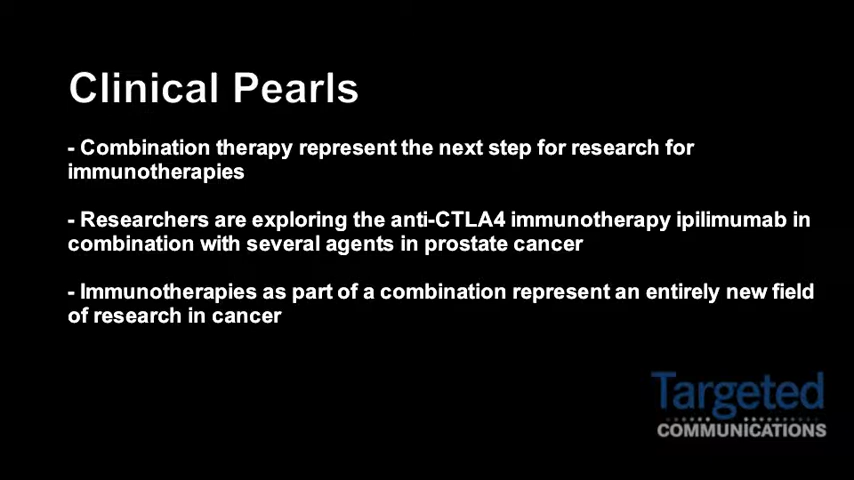 Clinical Pearls
- Combination therapy represent the next step for research for
immunotherapies
- Researchers are exploring the anti-CTLA4 immunotherapy ipilimumab in
combination with several agents in prostate cancer
- Immunotherapies as part of a combination represent an entirely new field
of research in cancer
Targeted
COMMUNICATIONS